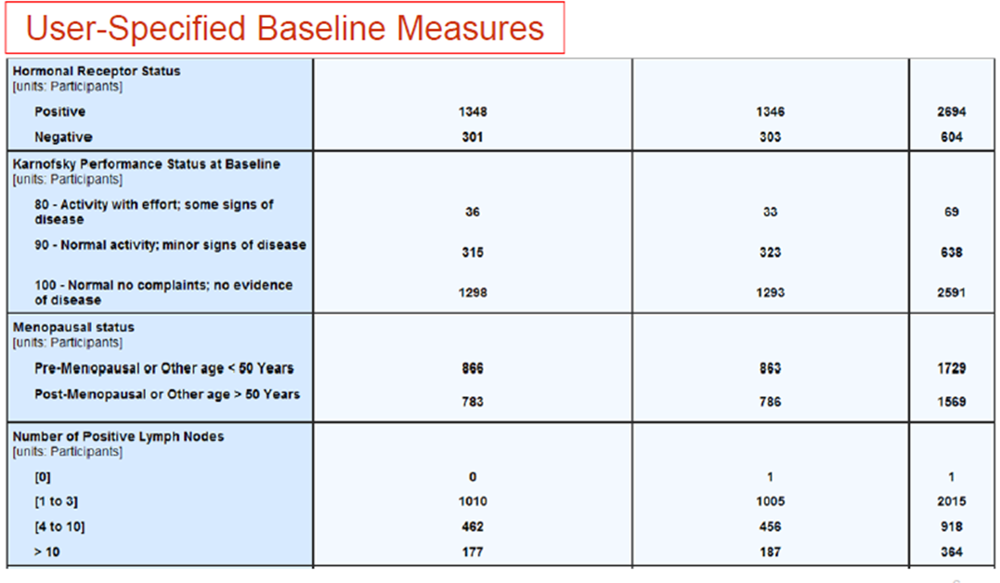 User-Specified Baseline Measures
Hormonal Receptor Status
[units: Participants]
Positive 1348 1346 2694
Negative 301 303 604
Karnofsky Performance Status at Baseline
[units: Participants]
80 - Activity with effort; some signs of
disease 36 33 69
90 - Normal activity; minor signs of disease 315 323 638
100 - Normal no complaints; no evidence
of disease 1298 1293 2591
Menopausal status
[units: Participants]
Pre-Menopausal or Other age < 50 Years 866 863 1729
Post-Menopausal or Other age > 50 Years 783 786 1569
Number of Positive Lymph Nodes
[units: Participants]
[0] 0 1 1
[1 to 3] 1010 1005 2015
[4 to 10] 462 456 918
> 10 177 187 364